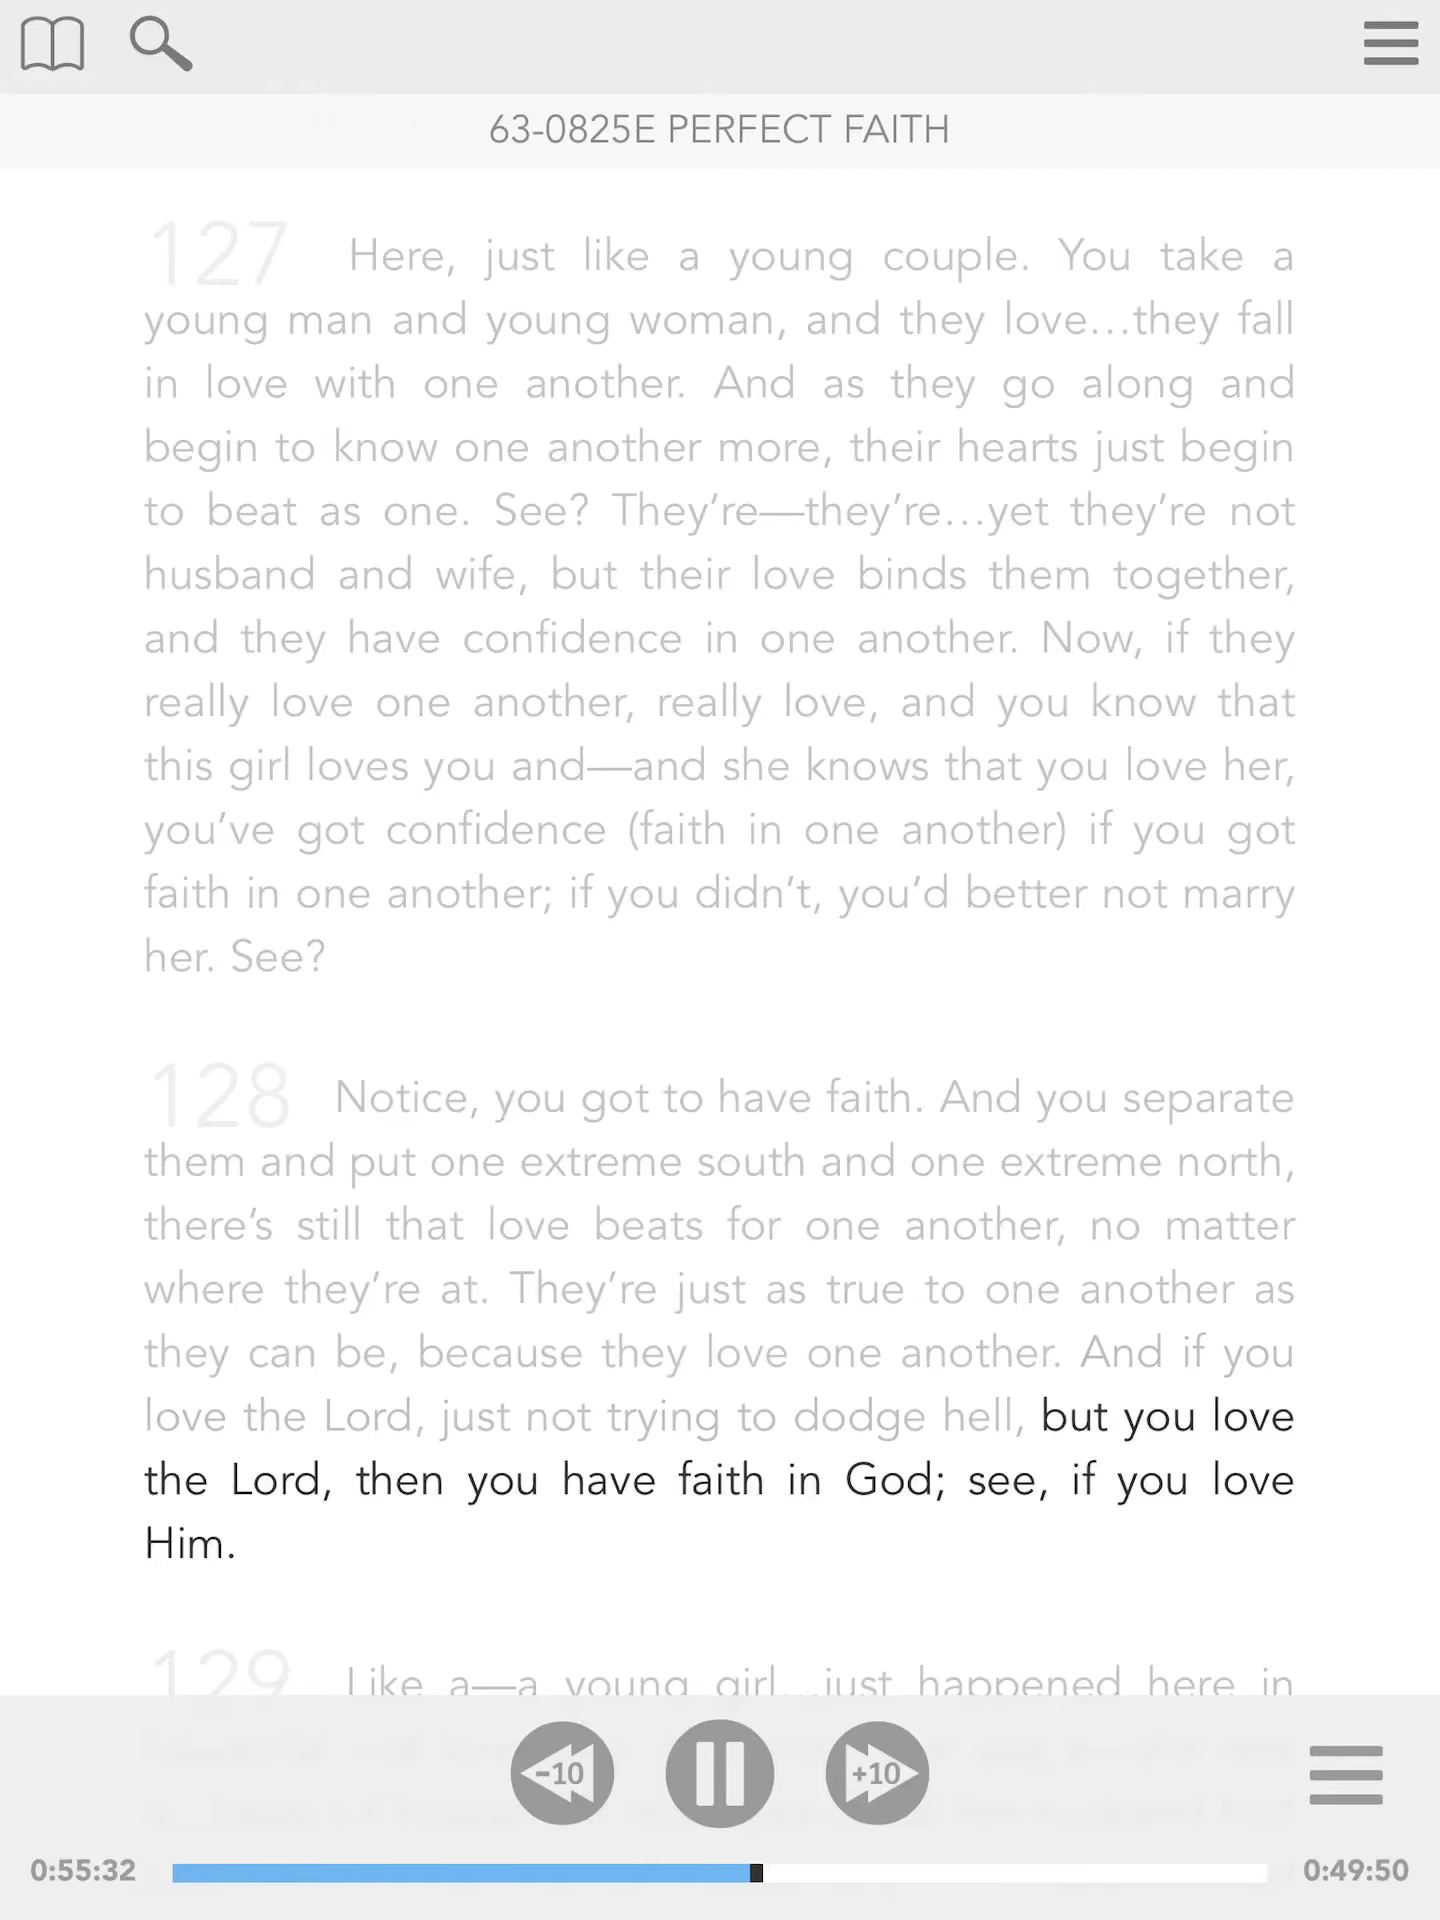 63-0825E PERFECT FAITH
127 Here, just like a young couple. You take a
young man and young woman, and they love…they fall
in love with one another. And as they go along and
begin to know one another more, their hearts just begin
to beat as one. See? They’re—they’re…yet they’re not
husband and wife, but their love binds them together,
and they have confidence in one another. Now, if they
really love one another, really love, and you know that
this girl loves you and—and she knows that you love her,
you’ve got confidence (faith in one another) if you got
faith in one another; if you didn’t, you’d better not marry
her. See?
128 Notice, you got to have faith. And you separate
them and put one extreme south and one extreme north,
there’s still that love beats for one another, no matter
where they’re at. They’re just as true to one another as
they can be, because they love one another. And if you
love the Lord, just not trying to dodge hell, but you love
the Lord, then you have faith in God; see, if you love
Him.
129 Like a—a young girl…just happened here in
-10 +10
0:55:32 0:49:50